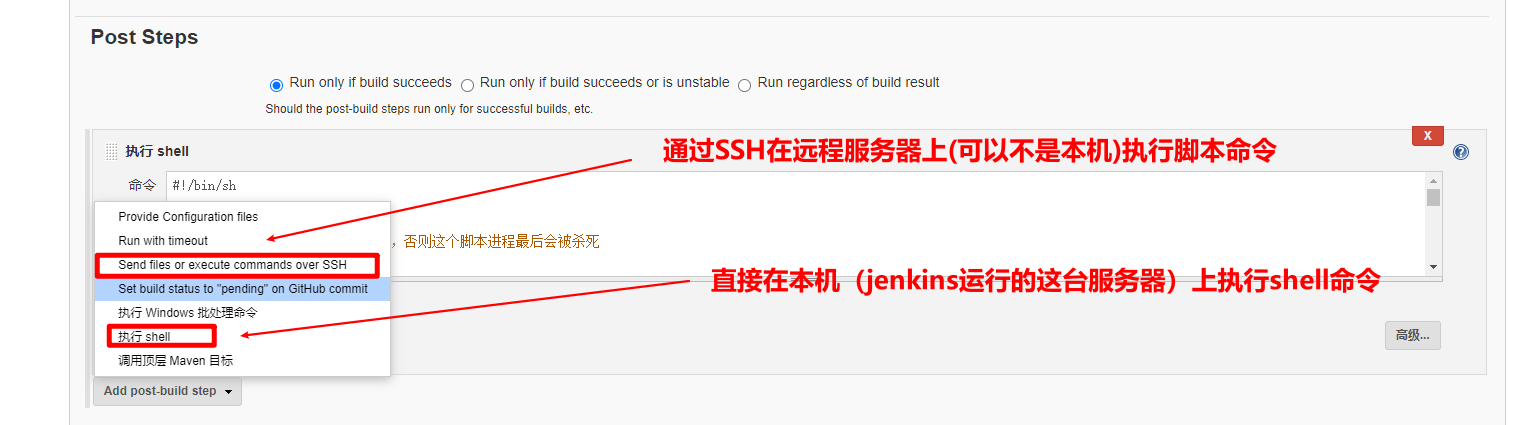 Post Steps
Run only if build succeeds Run only if build succeeds or is unstable Run regardless of build result
Should the post-build steps run only for successful builds, etc.
执行 shell
X
通过SSH在远程服务器上(可以不是本机)执行脚本命令
命令
#!/bin/sh
Provide Configuration files
Run with timeout
，否则这个脚本进程最后会被杀死
Send files or execute commands over SSH
直接在本机（jenkins运行的这台服务器）上执行shell命令
Set build status to "pending" on GitHub commit
执行 Windows 批处理命令
执行 shell
高级...
调用顶层 Maven 目标
Add post-build step